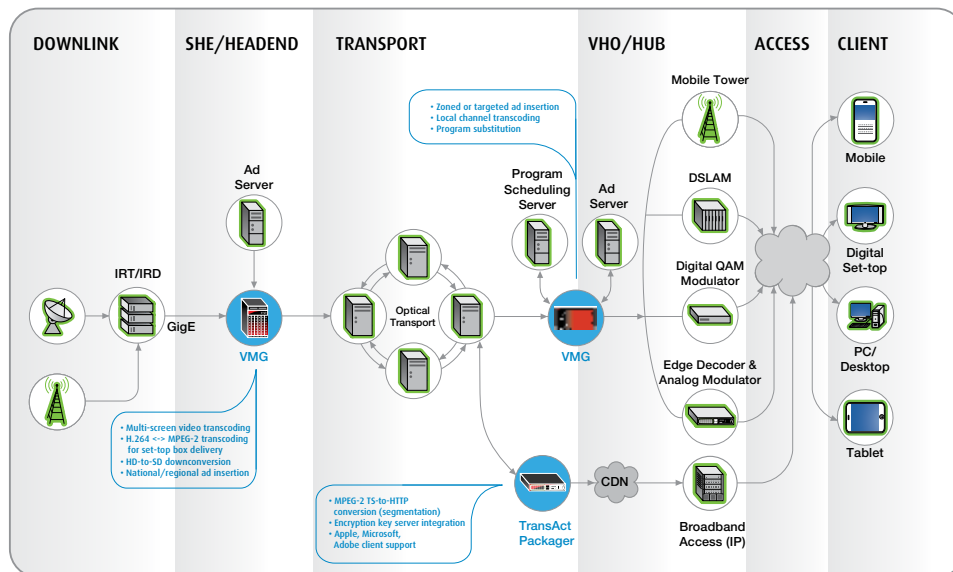 DOWNLINK
SHE/HEADEND
TRANSPORT
VHO/HUB
ACCESS
CLIENT
Mobile Tower
• Zoned or targeted ad insertion
• Local channel transcoding
• Program substitution
Mobile
Ad
Server
Program
Scheduling
Server
Ad
Server
DSLAM
Digital
Set-top
IRT/IRD
GigE
VMG
Optical
Transport
VMG
Digital QAM
Modulator
PC/
Desktop
Edge Decoder &
Analog Modulator
Tablet
• Multi-screen video transcoding
• H.264 <-> MPEG-2 transcoding
for set-top box delivery
• HD-to-SD downconversion
• National/regional ad insertion
• MPEG-2 TS-to-HTTP
conversion (segmentation)
• Encryption key server integration
• Apple, Microsoft,
Adobe client support
TransAct
Packager
CDN
Broadband
Access (IP)